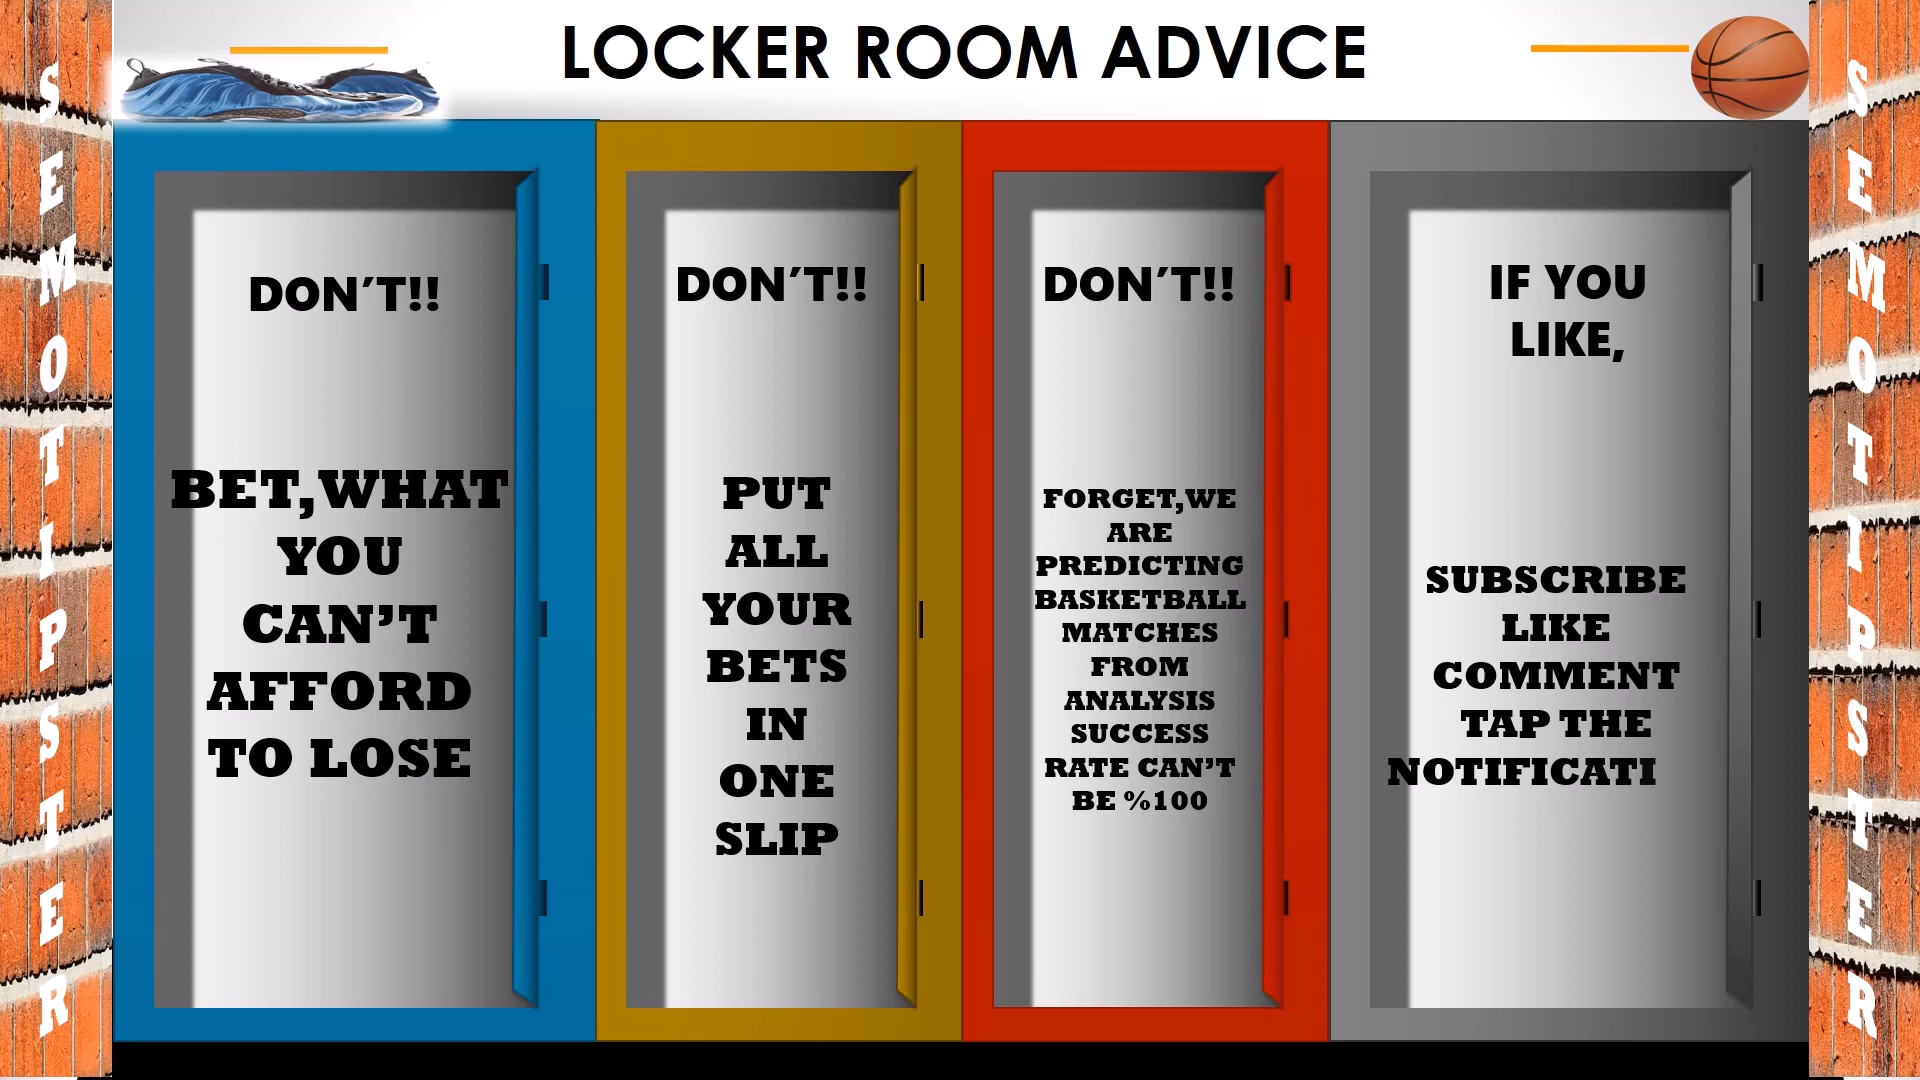 LOCKER ROOM ADVICE
SEMOTIPSTER
DON'T!!
BET,WHAT
YOU
CAN'T
AFFORD
TO LOSE
DON'T!!
PUT
ALL
YOUR
BETS
IN
ONE
SLIP
DON'T!!
FORGET,WE
ARE
PREDICTING
BASKETBALL
MATCHES
FROM
ANALYSIS
SUCCESS
RATE CAN'T
BE %100
IF YOU
LIKE,
SUBSCRIBE
LIKE
COMMENT
TAP THE
NOTIFICATI
SEMOTIPSTER